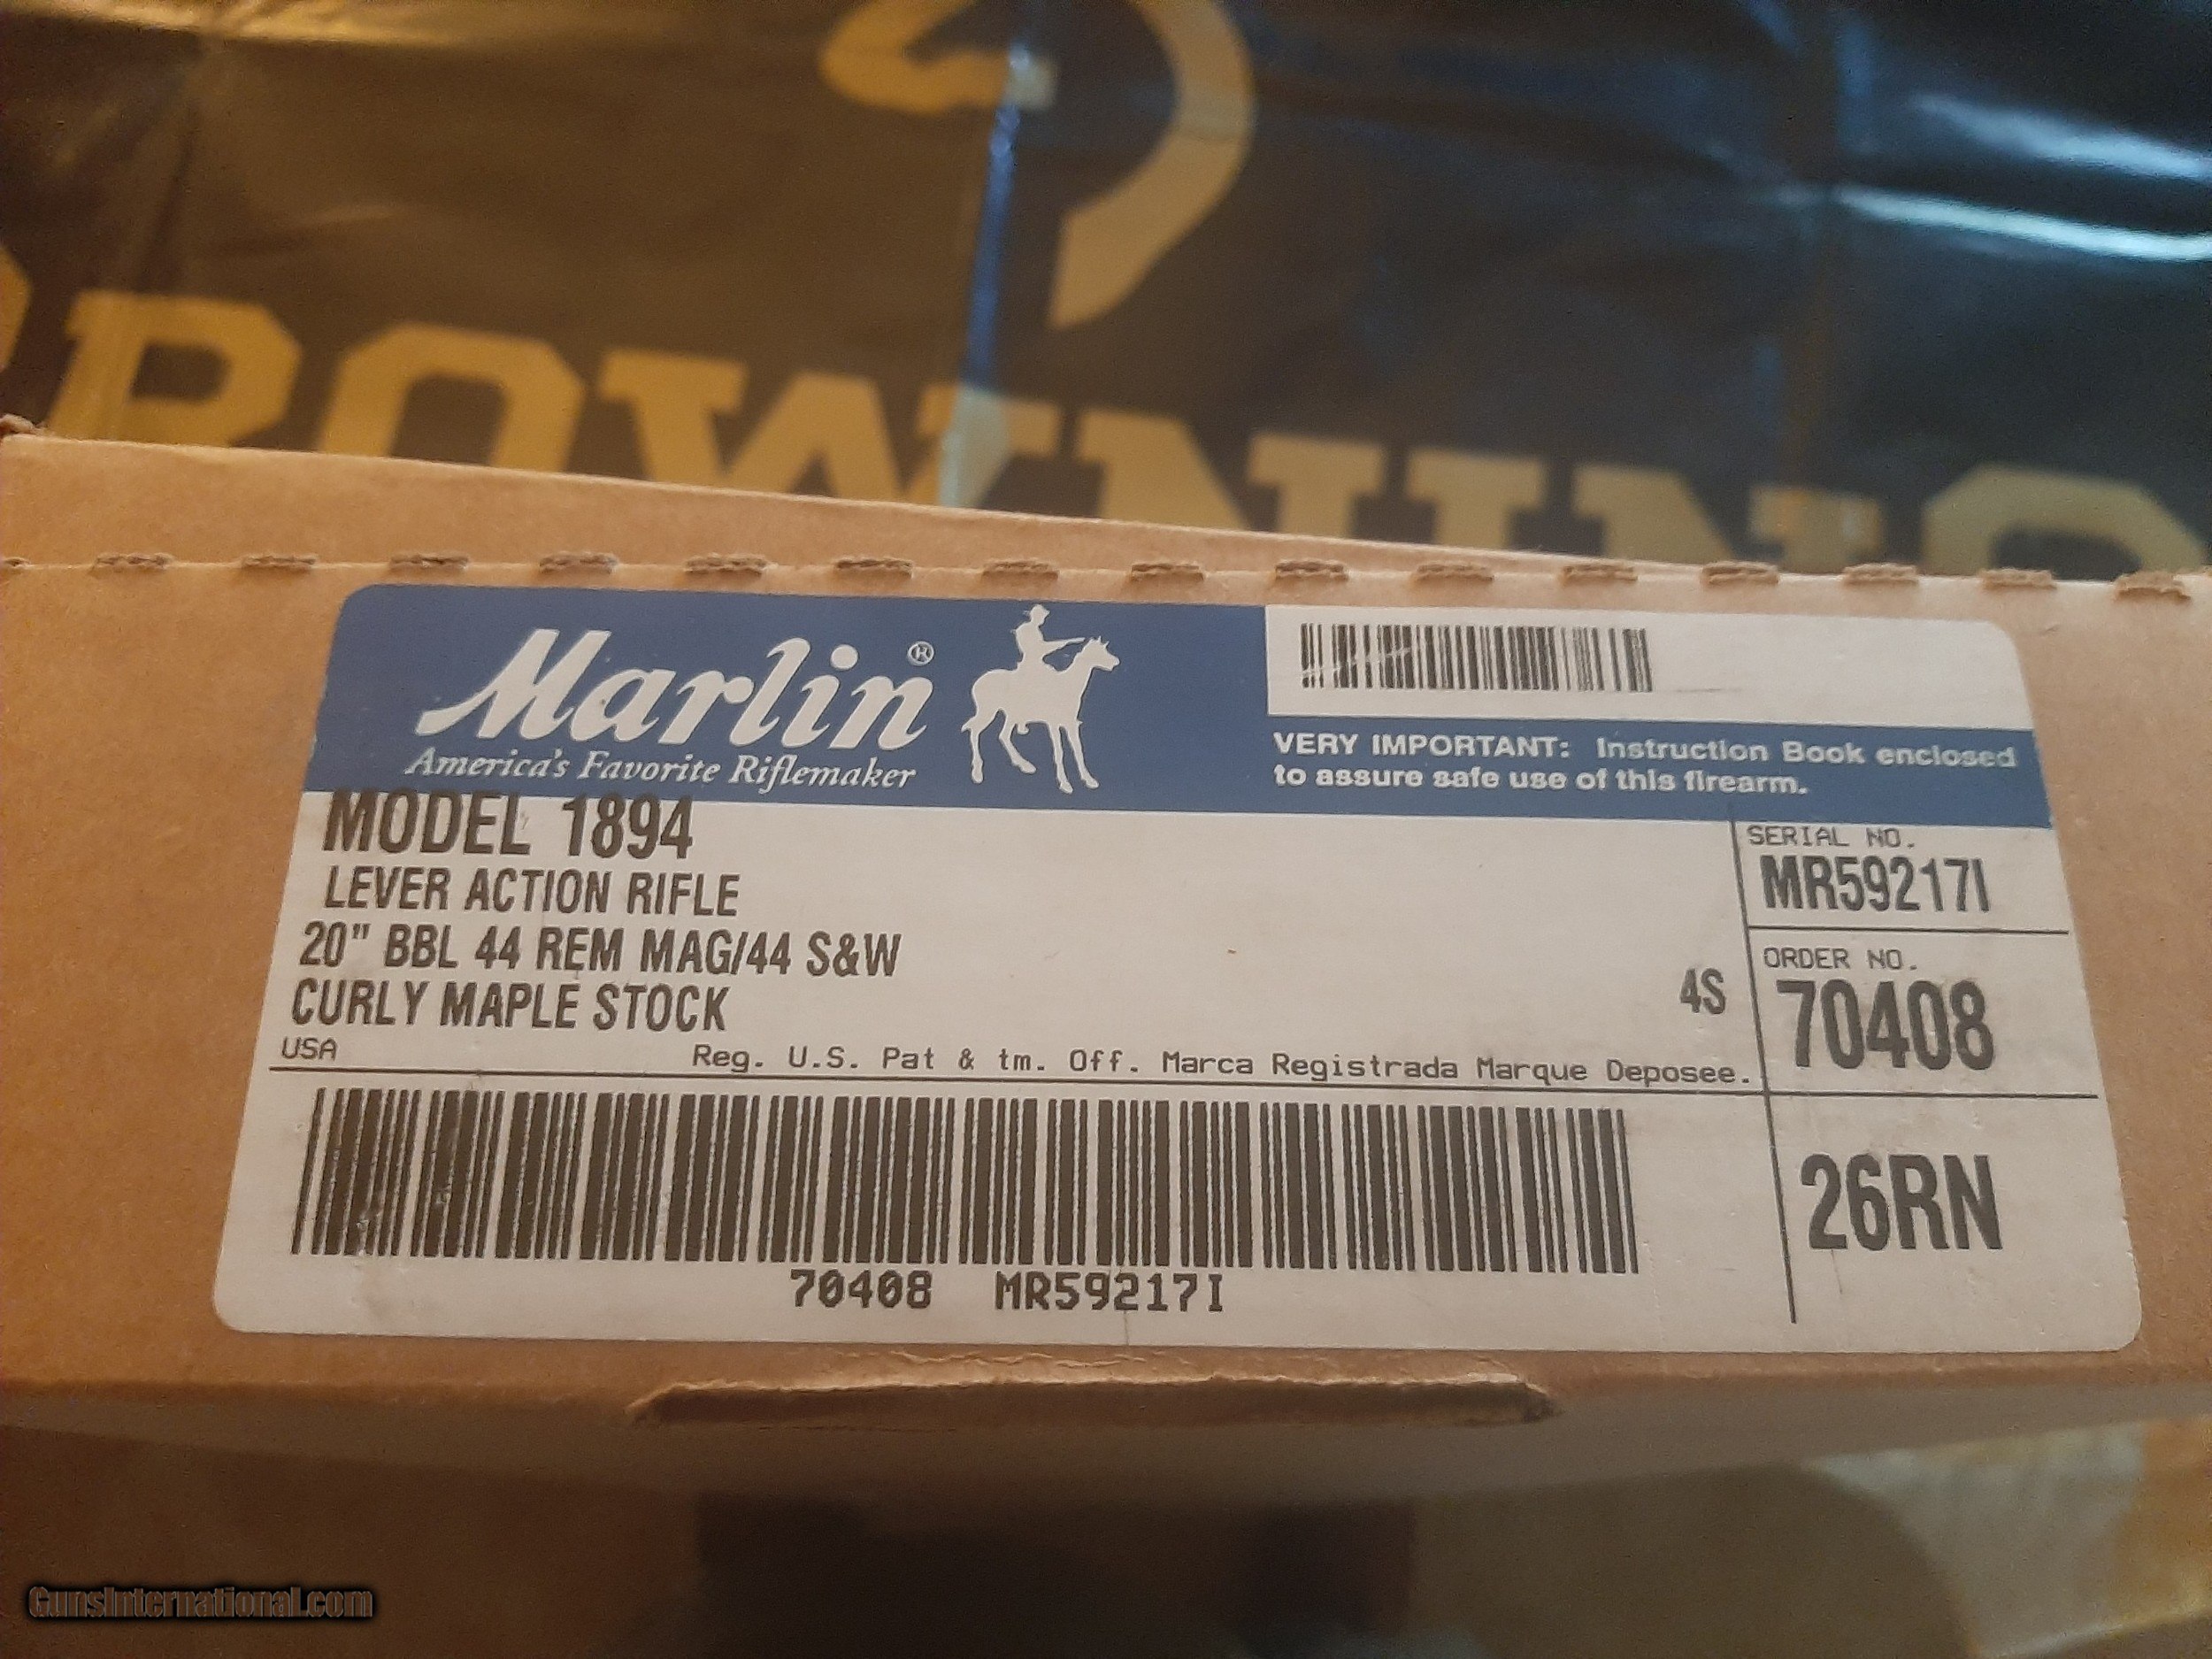 ROWNING
Marlin®
America's Favorite Riflemaker
VERY IMPORTANT: Instruction Book enclosed
to assure safe use of this firearm.
MODEL 1894
LEVER ACTION RIFLE
20" BBL 44 REM MAG/44 S&W
CURLY MAPLE STOCK
4S
USA
Reg. U.S. Pat & tm. Off. Marca Registrada Marque Deposee.
SERIAL NO.
MR59217I
ORDER NO.
70408
26RN
70408 MR59217I
GunsInternational.com